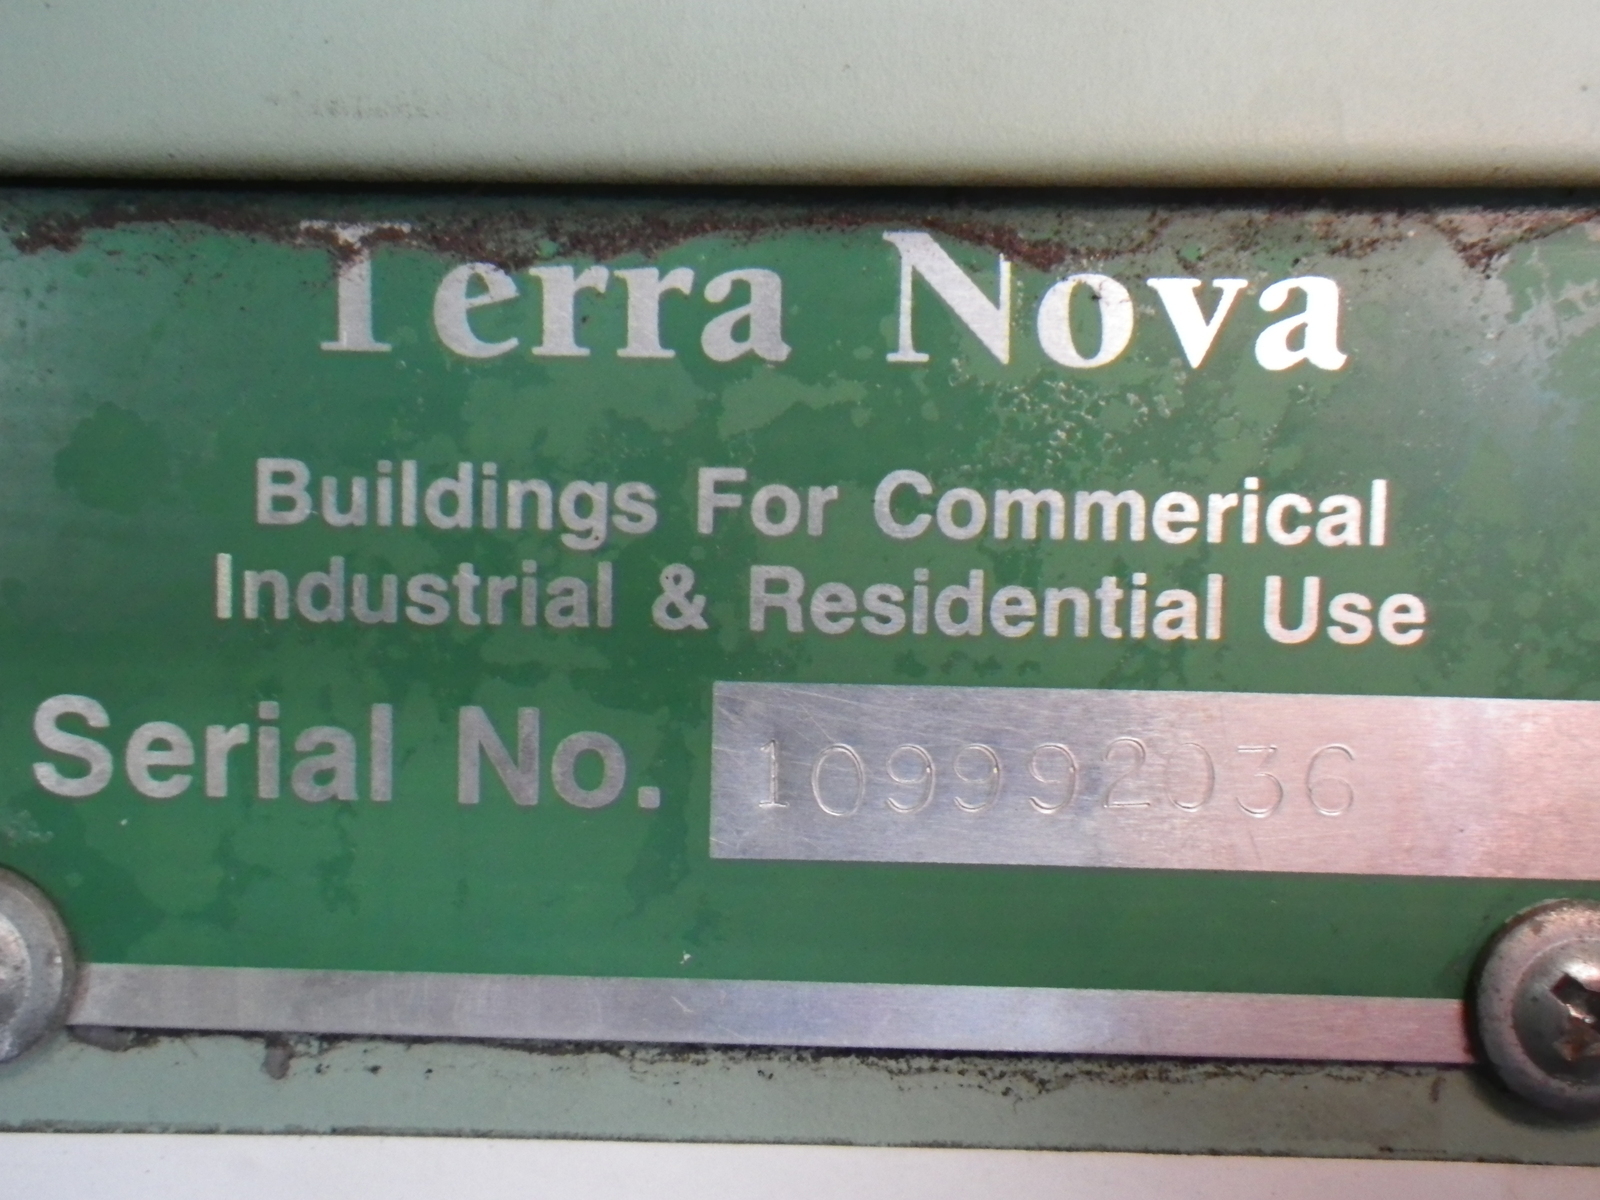 Terra Nova
Buildings For Commerical
Industrial & Residential Use
Serial No. 109992036